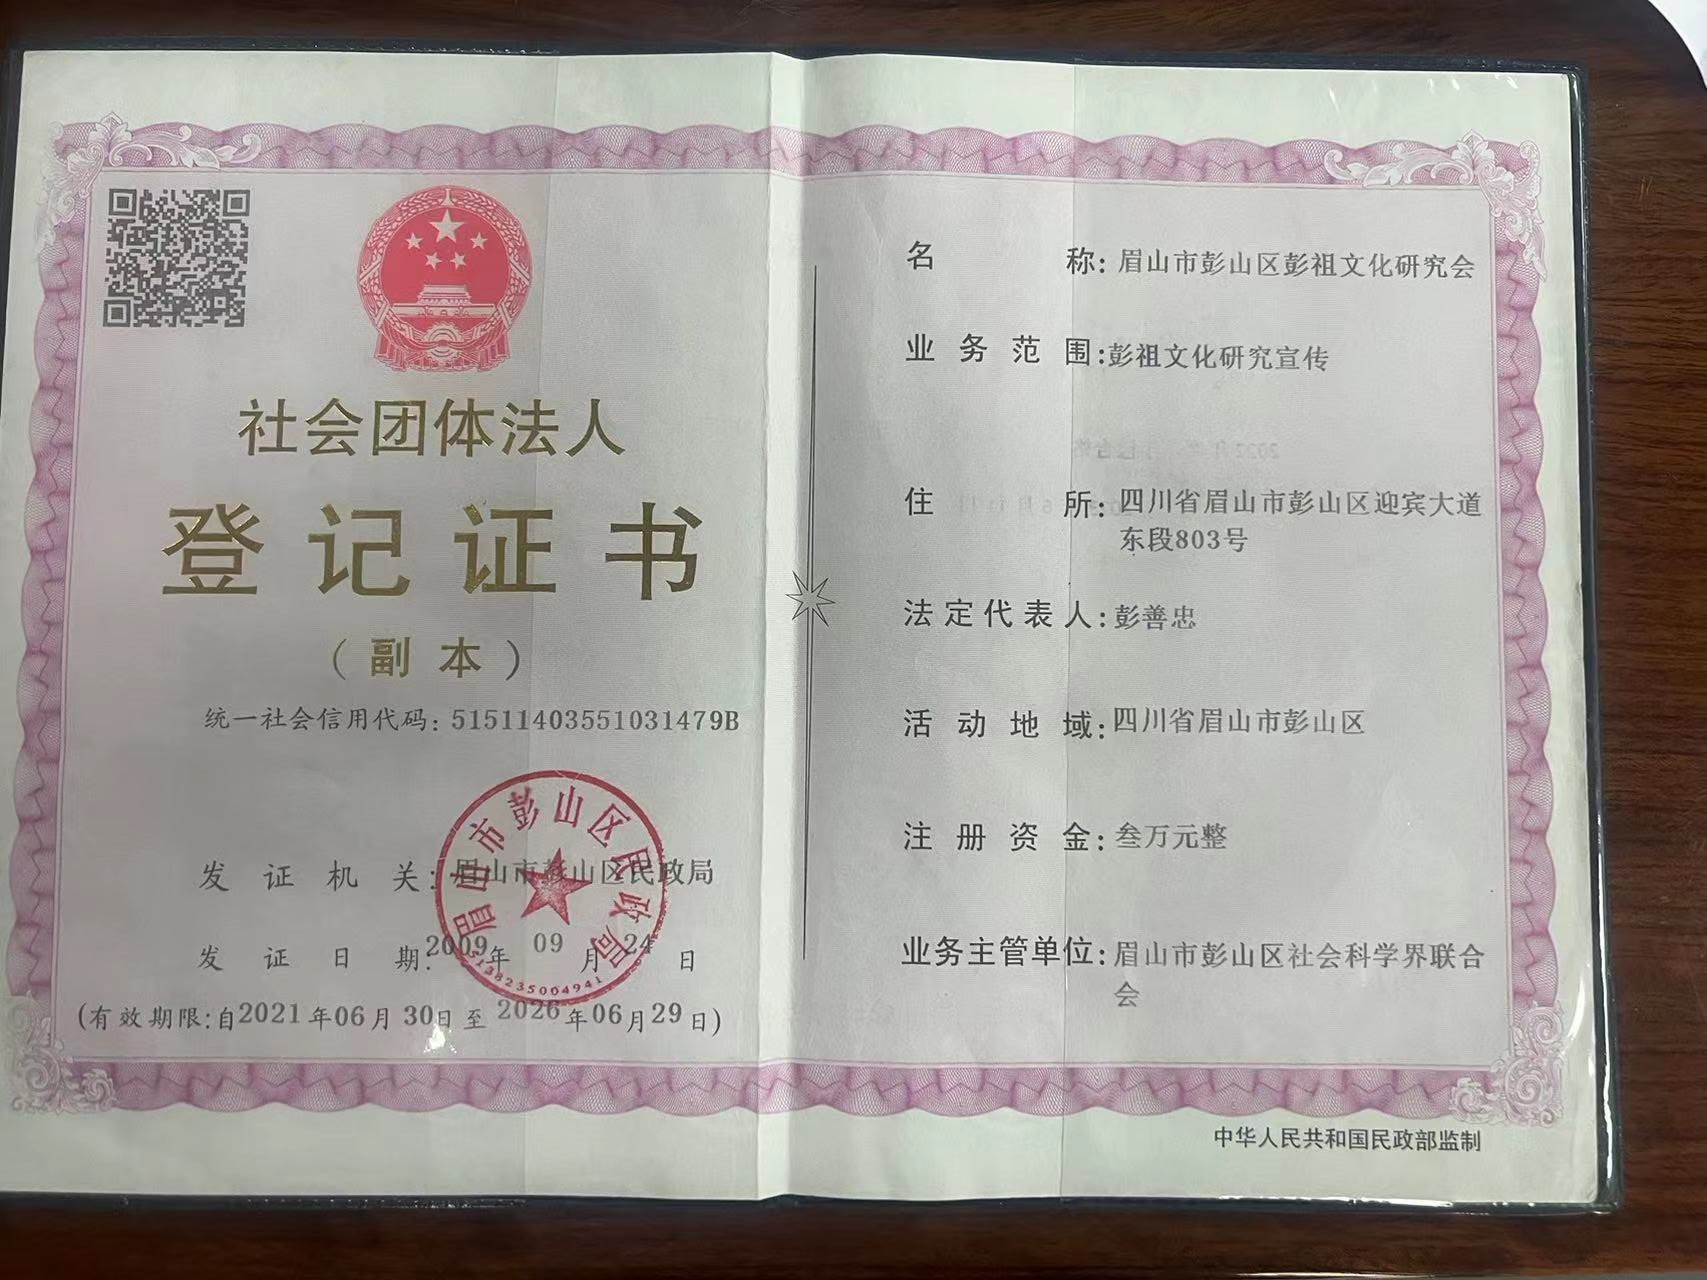 社会团体法人
登记证书
（副本）
统一社会信用代码：51511403551031479B
发证机关：眉山市彭山区民政局
发证日期：2009年09月24日
(有效期限:自2021年06月30日至2026年06月29日)
眉山市彭山区民政局
5138235004941
名称：眉山市彭山区彭祖文化研究会
业务范围：彭祖文化研究宣传
住所：四川省眉山市彭山区迎宾大道
东段803号
法定代表人：彭善忠
活动地域：四川省眉山市彭山区
注册资金：叁万元整
业务主管单位：眉山市彭山区社会科学界联合
会
中华人民共和国民政部监制